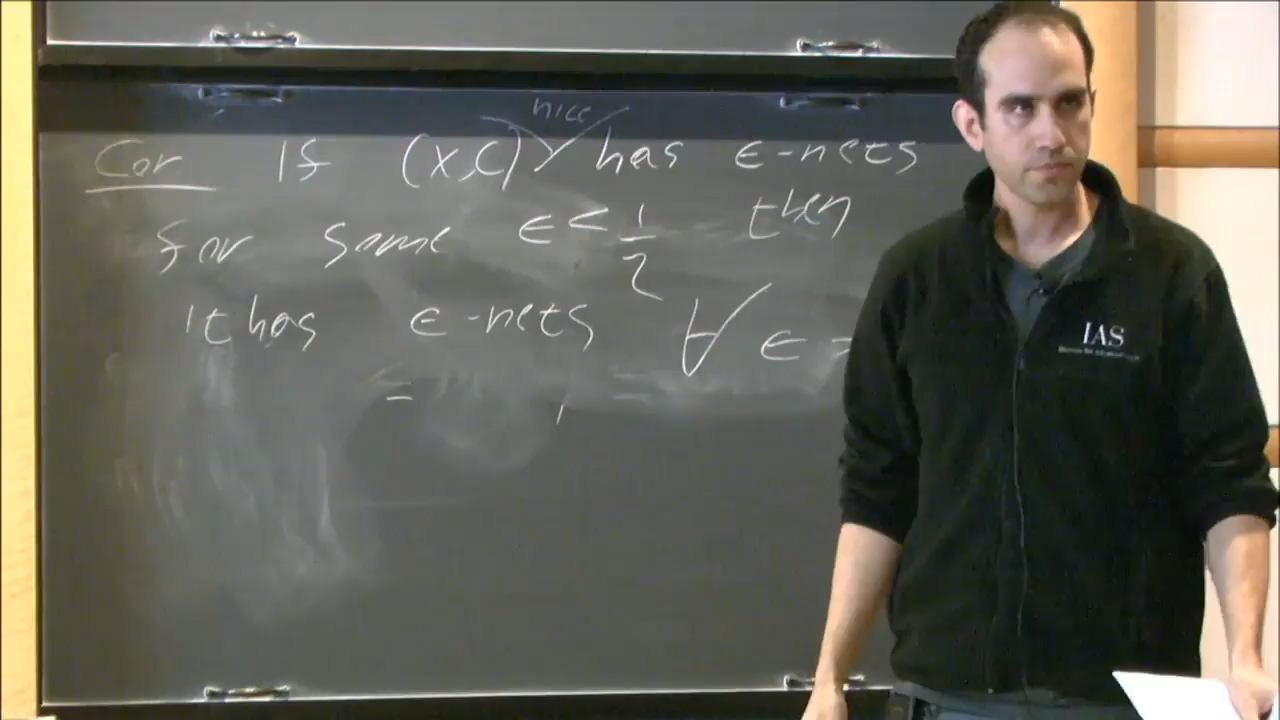 nice
Cor If (X,C) has ε-nets
for some ε < 1/2 then
it has ε-nets ∀ ε
IAS